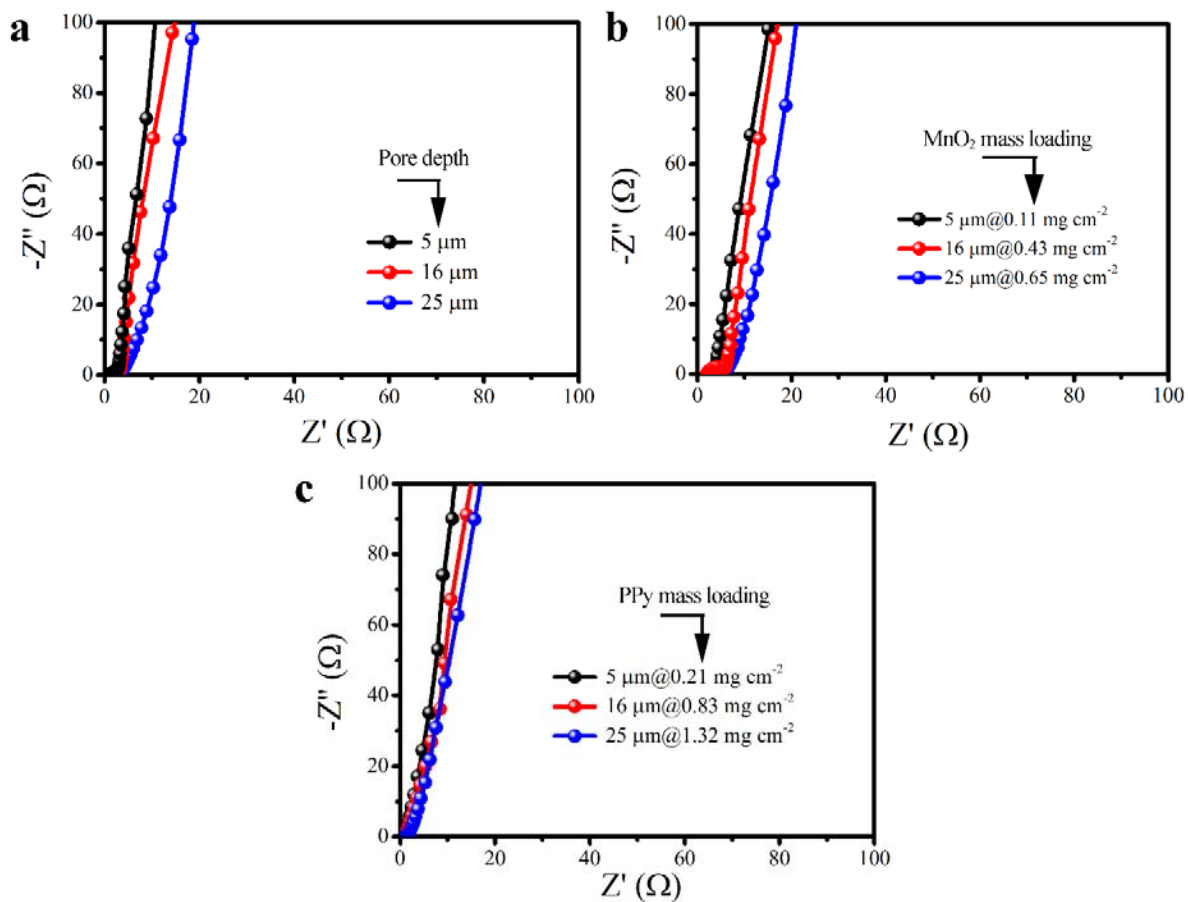 a
100
80
60
40
20
0
-Z'' (Ω)
0 20 40 60 80 100
Z' (Ω)
Pore depth
5 μm
16 μm
25 μm
b
100
80
60
40
20
0
-Z'' (Ω)
0 20 40 60 80 100
Z' (Ω)
MnO₂ mass loading
5 μm@0.11 mg cm⁻²
16 μm@0.43 mg cm⁻²
25 μm@0.65 mg cm⁻²
c
100
80
60
40
20
0
-Z'' (Ω)
0 20 40 60 80 100
Z' (Ω)
PPy mass loading
5 μm@0.21 mg cm⁻²
16 μm@0.83 mg cm⁻²
25 μm@1.32 mg cm⁻²